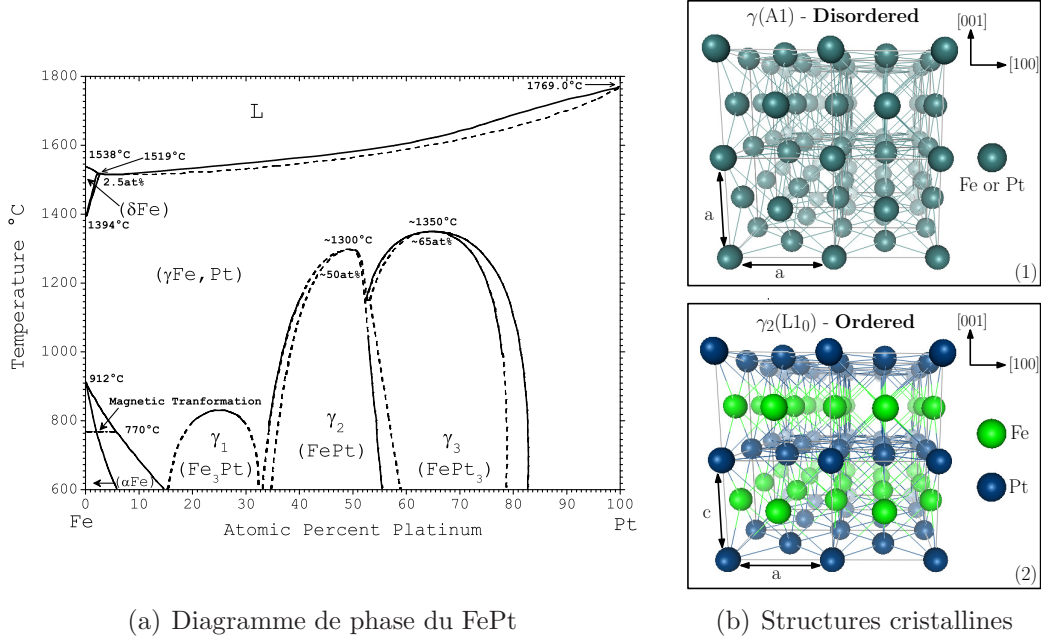 1800
1600
1400
1200
1000
800
600
Temperature °C
L
1769.0°C
1538°C
1519°C
2.5at%
(δFe)
1394°C
(γFe,Pt)
~1300°C
~50at%
~1350°C
~65at%
912°C
Magnetic Tranformation
770°C
(αFe)
γ1
(Fe3Pt)
γ2
(FePt)
γ3
(FePt3)
0 10 20 30 40 50 60 70 80 90 100
Fe Atomic Percent Platinum Pt
(a) Diagramme de phase du FePt
γ(A1) - Disordered
[001]
[100]
Fe or Pt
a
a
(1)
γ2(L10) - Ordered
[001]
[100]
Fe
Pt
c
a
(2)
(b) Structures cristallines